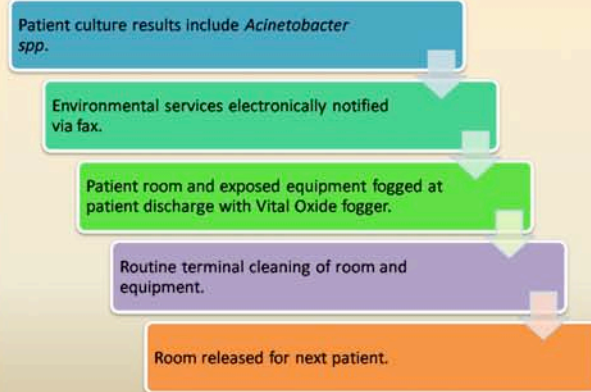 Patient culture results include Acinetobacter
spp.
Environmental services electronically notified
via fax.
Patient room and exposed equipment fogged at
patient discharge with Vital Oxide fogger.
Routine terminal cleaning of room and
equipment.
Room released for next patient.